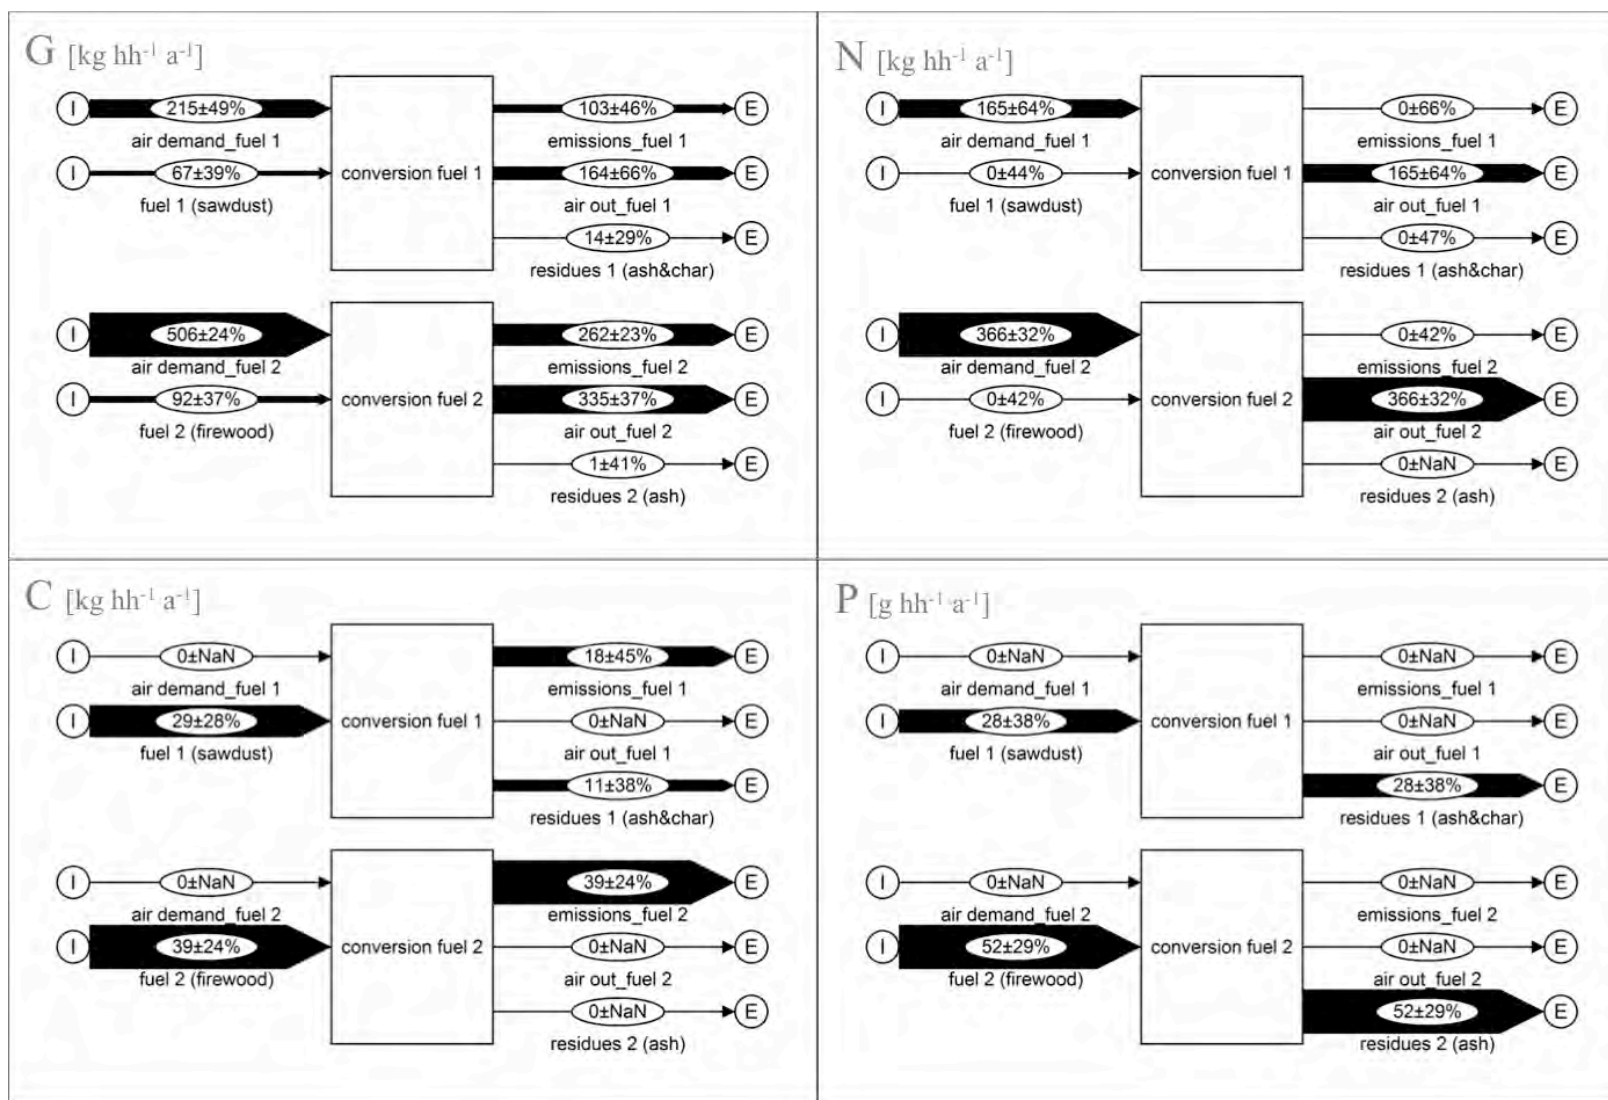 G [kg hh⁻¹ a⁻¹]
I 215±49% 103±46% E
air demand_fuel 1 emissions_fuel 1
I 67±39% conversion fuel 1 164±66% E
fuel 1 (sawdust) air out_fuel 1
14±29% E
residues 1 (ash&char)
I 506±24% 262±23% E
air demand_fuel 2 emissions_fuel 2
I 92±37% conversion fuel 2 335±37% E
fuel 2 (firewood) air out_fuel 2
1±41% E
residues 2 (ash)
N [kg hh⁻¹ a⁻¹]
I 165±64% 0±66% E
air demand_fuel 1 emissions_fuel 1
I 0±44% conversion fuel 1 165±64% E
fuel 1 (sawdust) air out_fuel 1
0±47% E
residues 1 (ash&char)
I 366±32% 0±42% E
air demand_fuel 2 emissions_fuel 2
I 0±42% conversion fuel 2 366±32% E
fuel 2 (firewood) air out_fuel 2
0±NaN E
residues 2 (ash)
C [kg hh⁻¹ a⁻¹]
I 0±NaN 18±45% E
air demand_fuel 1 emissions_fuel 1
I 29±28% conversion fuel 1 0±NaN E
fuel 1 (sawdust) air out_fuel 1
11±38% E
residues 1 (ash&char)
I 0±NaN 39±24% E
air demand_fuel 2 emissions_fuel 2
I 39±24% conversion fuel 2 0±NaN E
fuel 2 (firewood) air out_fuel 2
0±NaN E
residues 2 (ash)
P [g hh⁻¹ a⁻¹]
I 0±NaN 0±NaN E
air demand_fuel 1 emissions_fuel 1
I 28±38% conversion fuel 1 0±NaN E
fuel 1 (sawdust) air out_fuel 1
28±38% E
residues 1 (ash&char)
I 0±NaN 0±NaN E
air demand_fuel 2 emissions_fuel 2
I 52±29% conversion fuel 2 0±NaN E
fuel 2 (firewood) air out_fuel 2
52±29% E
residues 2 (ash)